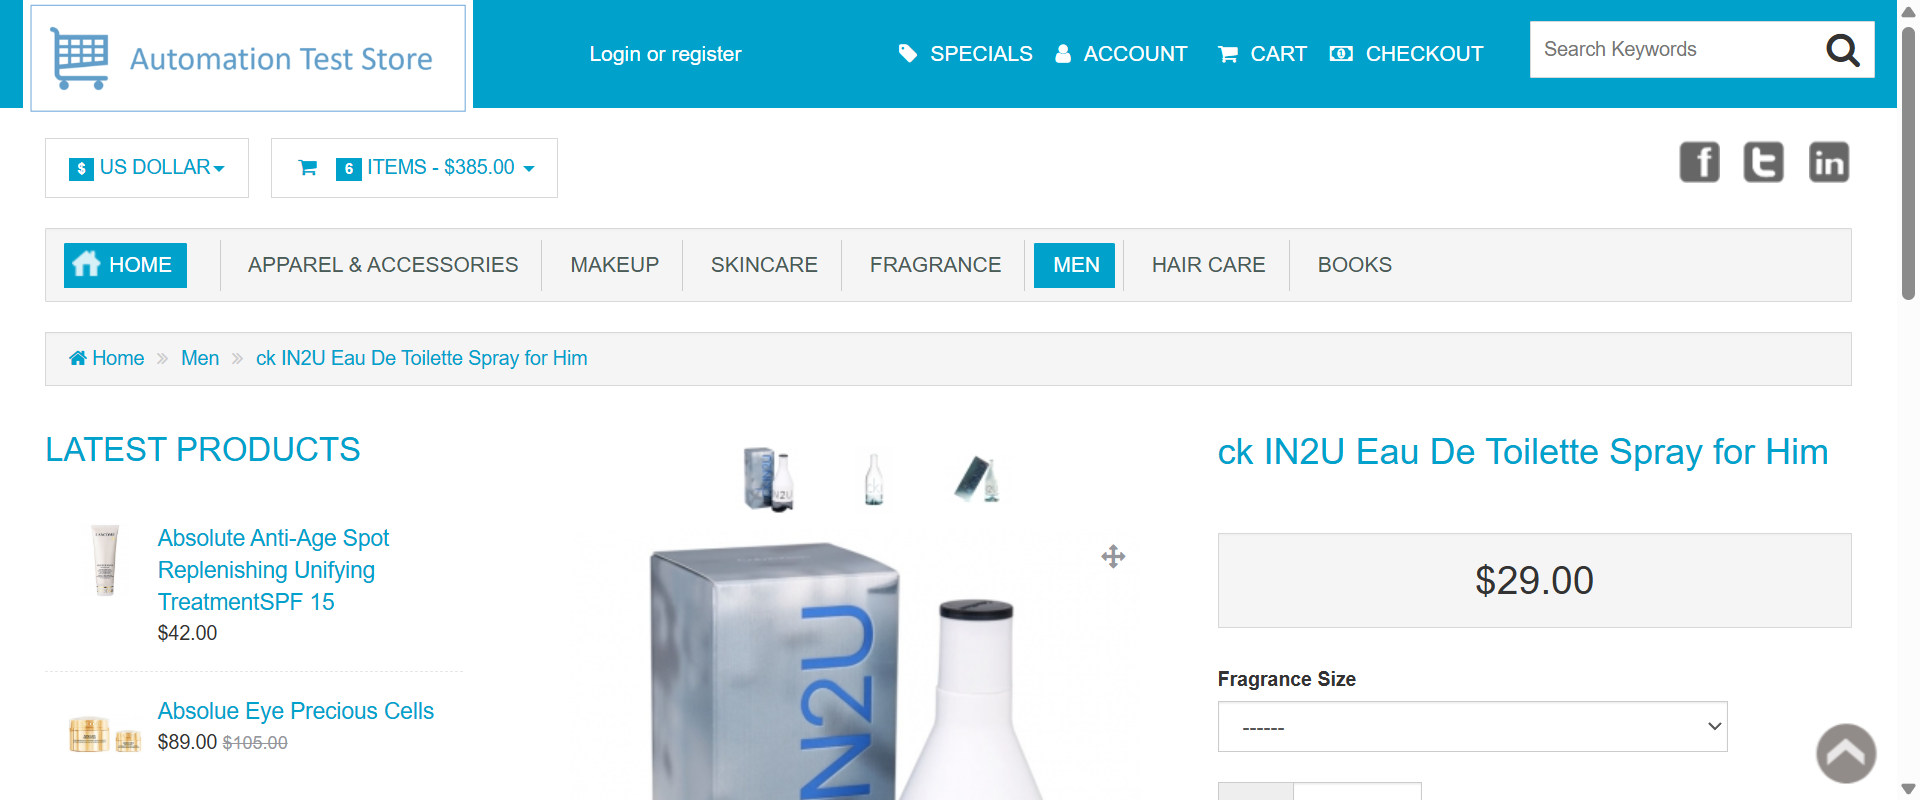 Automation Test Store
Login or register
SPECIALS
ACCOUNT
CART
CHECKOUT
Search Keywords
$ US DOLLAR
6 ITEMS - $385.00
HOME
APPAREL & ACCESSORIES
MAKEUP
SKINCARE
FRAGRANCE
MEN
HAIR CARE
BOOKS
Home » Men » ck IN2U Eau De Toilette Spray for Him
LATEST PRODUCTS
Absolute Anti-Age Spot
Replenishing Unifying
TreatmentSPF 15
$42.00
Absolue Eye Precious Cells
$89.00 $105.00
IN2U
ck IN2U Eau De Toilette Spray for Him
$29.00
Fragrance Size
------